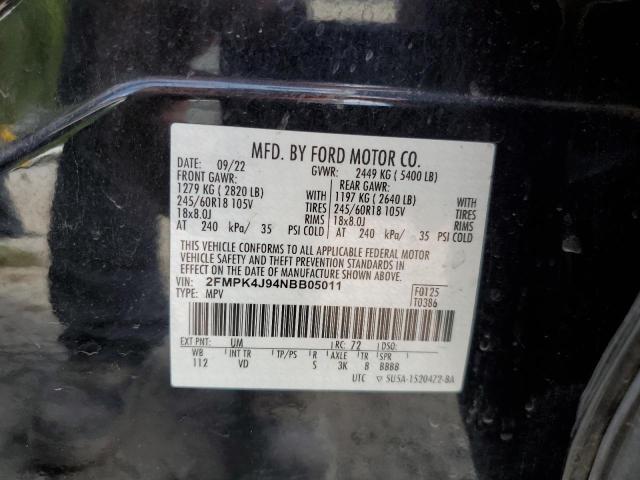 MFD. BY FORD MOTOR CO.
DATE: 09/22 GVWR: 2449 KG ( 5400 LB)
FRONT GAWR: REAR GAWR:
1279 KG ( 2820 LB) WITH 1197 KG ( 2640 LB) WITH
245/60R18 105V TIRES 245/60R18 105V TIRES
18x8.0J RIMS 18x8.0J RIMS
AT 240 kPa/ 35 PSI COLD AT 240 kPa/ 35 PSI COLD
THIS VEHICLE CONFORMS TO ALL APPLICABLE FEDERAL MOTOR
VEHICLE SAFETY AND THEFT PREVENTION STANDARDS IN
EFFECT ON THE DATE OF MANUFACTURE SHOWN ABOVE.
VIN: 2FMPK4J94NBB05011 F0125
TYPE: MPV T0386
EXT PNT: UM RC: 72 DSO:
WB INT TR TP/PS R AXLE TR SPR
112 VD S 3K 8 BBBB
UTC ▽ 5U5A-1520472-BA